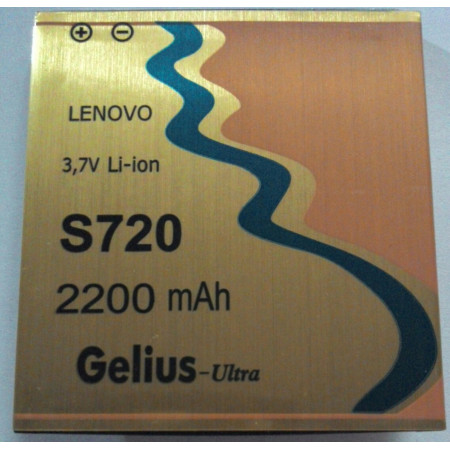 LENOVO
3,7V Li-ion
S720
2200 mAh
Gelius-Ultra